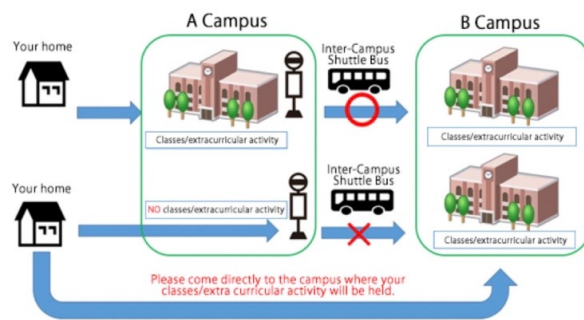 A Campus
B Campus
Your home
Inter-Campus
Shuttle Bus
Classes/extracurricular activity
Classes/extracurricular activity
Your home
Inter-Campus
Shuttle Bus
NO classes/extracurricular activity
Classes/extracurricular activity
Please come directly to the campus where your
classes/extra curricular activity will be held.